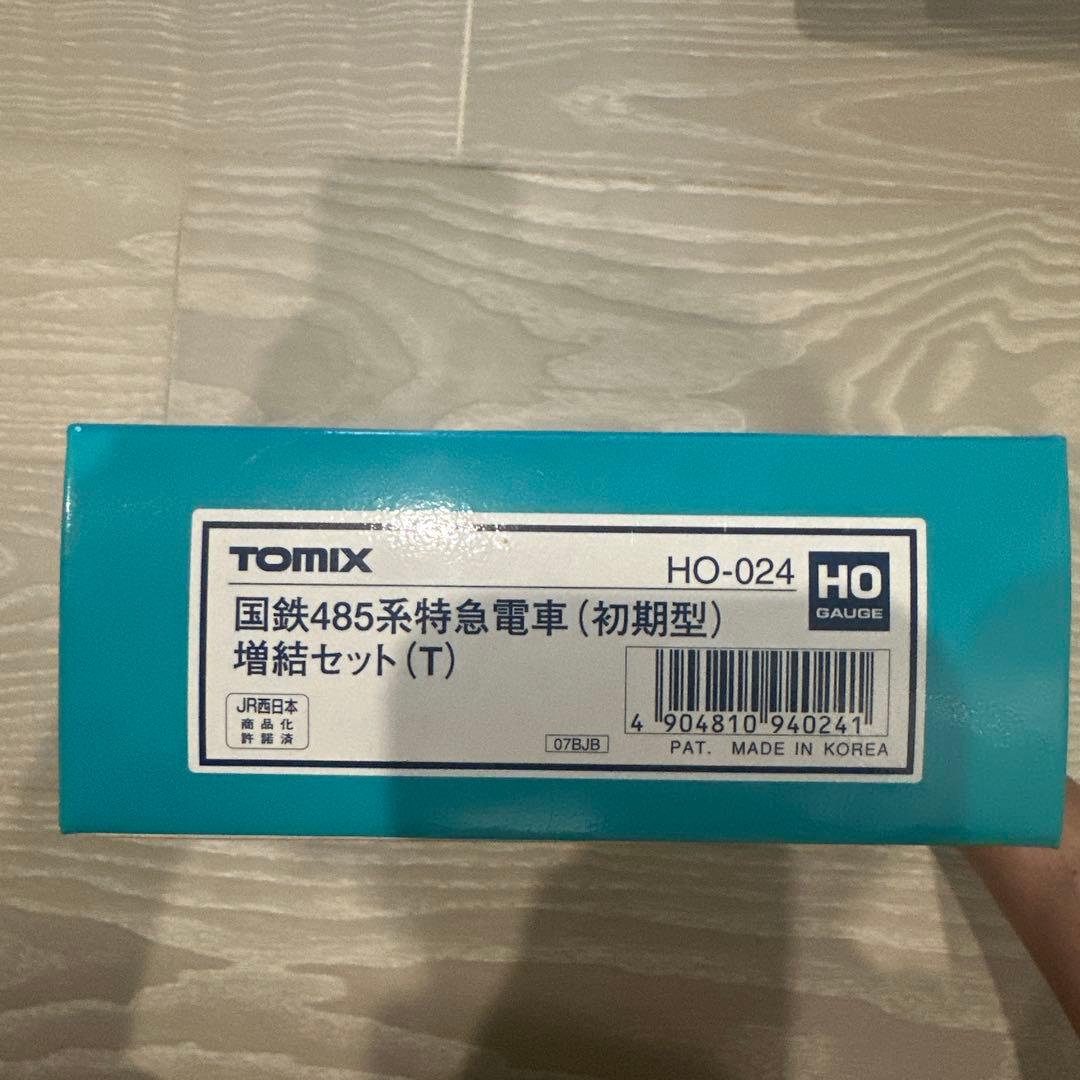 TOMIX
HO-024
HO
GAUGE
国鉄485系特急電車(初期型)
増結セット(T)
JR西日本
商品化
許諾済
07BJB
4 904810 940241
PAT. MADE IN KOREA